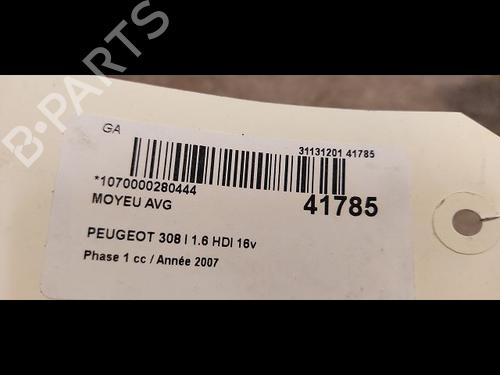 B-PARTS
GA
31131201 41785
*1070000280444
MOYEU AVG
41785
PEUGEOT 308 I 1.6 HDI 16v
Phase 1 cc / Année 2007